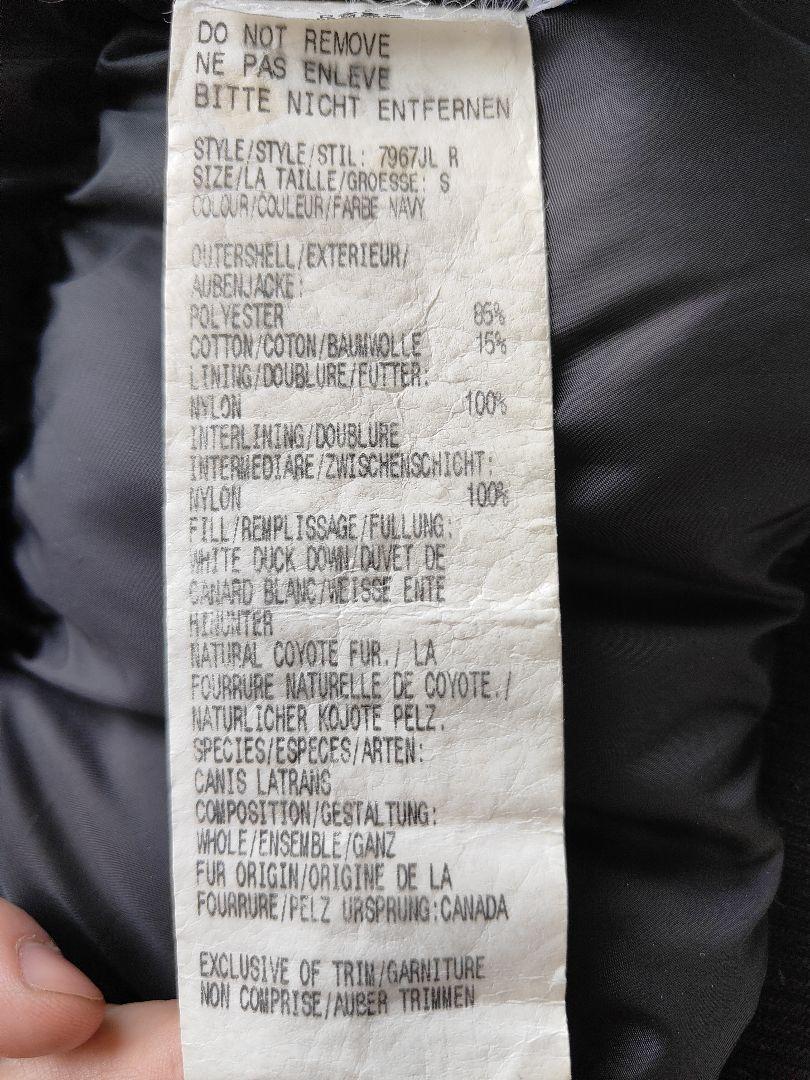 DO NOT REMOVE
NE PAS ENLEVE
BITTE NICHT ENTFERNEN
STYLE/STYLE/STIL: 7967JL R
SIZE/LA TAILLE/GROESSE: S
COLOUR/COULEUR/FARBE NAVY
OUTERSHELL/EXTERIEUR/
AUBENJACKE:
POLYESTER 85%
COTTON/COTON/BAUMWOLLE 15%
LINING/DOUBLURE/FUTTER.
NYLON 100%
INTERLINING/DOUBLURE
INTERMEDIARE/ZWISCHENSCHICHT:
NYLON 100%
FILL/REMPLISSAGE/FULLUNG:
WHITE DUCK DOWN/DUVET DE
CANARD BLANC/WEISSE ENTE
HINUNTER
NATURAL COYOTE FUR./ LA
FOURRURE NATURELLE DE COYOTE./
NATURLICHER KOJOTE PELZ.
SPECIES/ESPECES/ARTEN:
CANIS LATRANS
COMPOSITION/GESTALTUNG:
WHOLE/ENSEMBLE/GANZ
FUR ORIGIN/ORIGINE DE LA
FOURRURE/PELZ URSPRUNG:CANADA
EXCLUSIVE OF TRIM/GARNITURE
NON COMPRISE/AUBER TRIMMEN